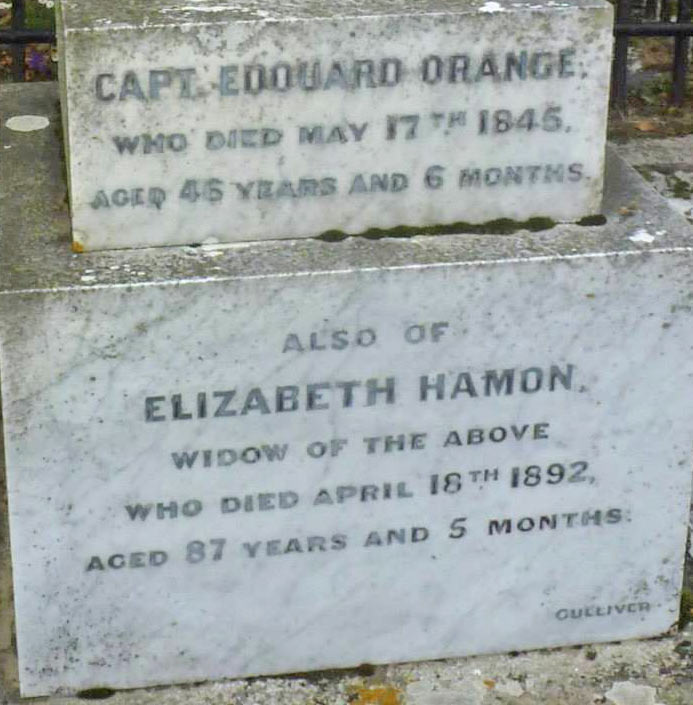 CAPT. EDOUARD ORANGE.
WHO DIED MAY 17TH 1845,
AGED 46 YEARS AND 6 MONTHS.
ALSO OF
ELIZABETH HAMON,
WIDOW OF THE ABOVE
WHO DIED APRIL 18TH 1892,
AGED 87 YEARS AND 5 MONTHS.
GULLIVER